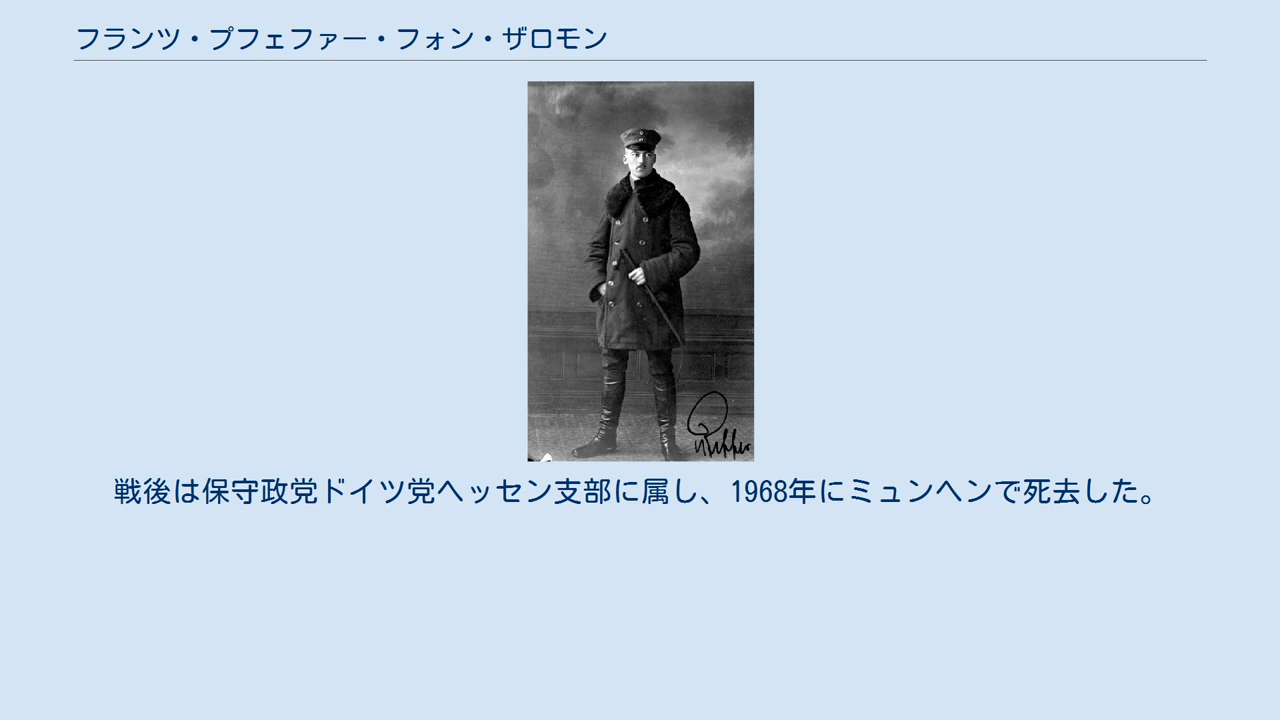 フランツ・プフェファー・フォン・ザロモン
戦後は保守政党ドイツ党ヘッセン支部に属し、1968年にミュンヘンで死去した。